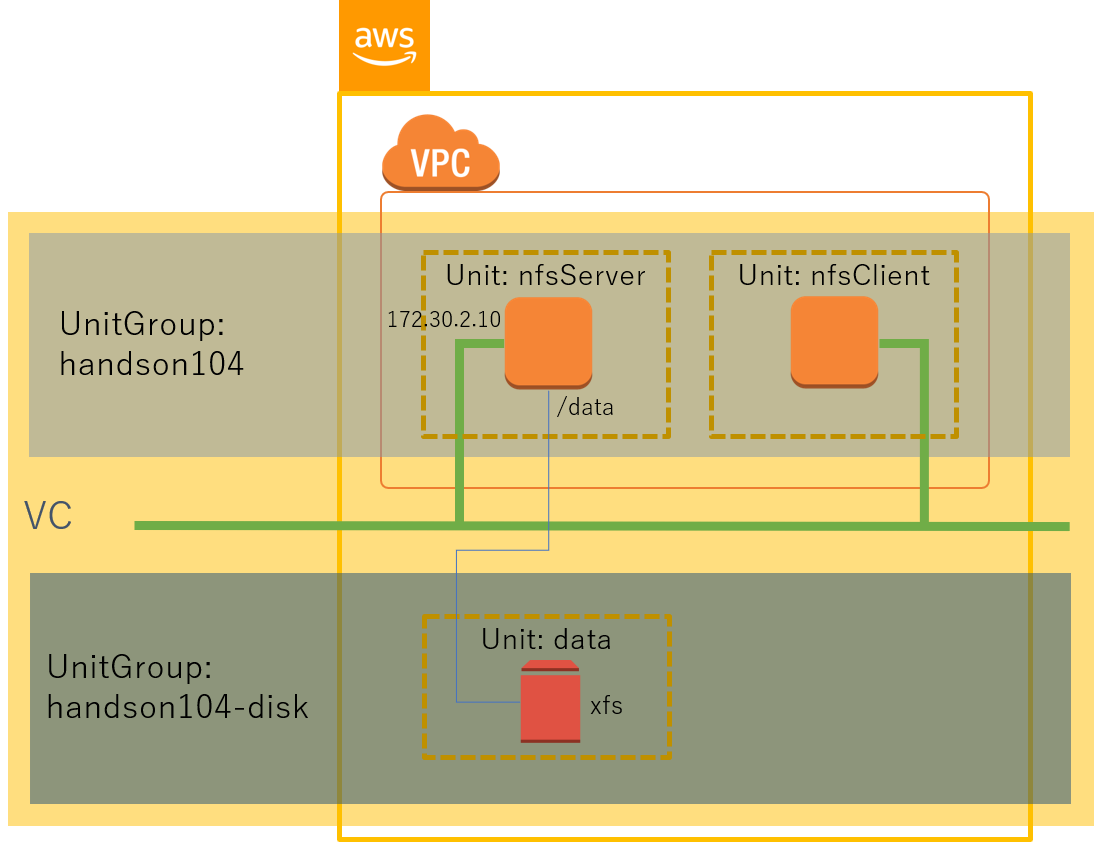 aws
VPC
Unit: nfsServer
Unit: nfsClient
172.30.2.10
UnitGroup:
handson104
/data
VC
Unit: data
UnitGroup:
handson104-disk
xfs